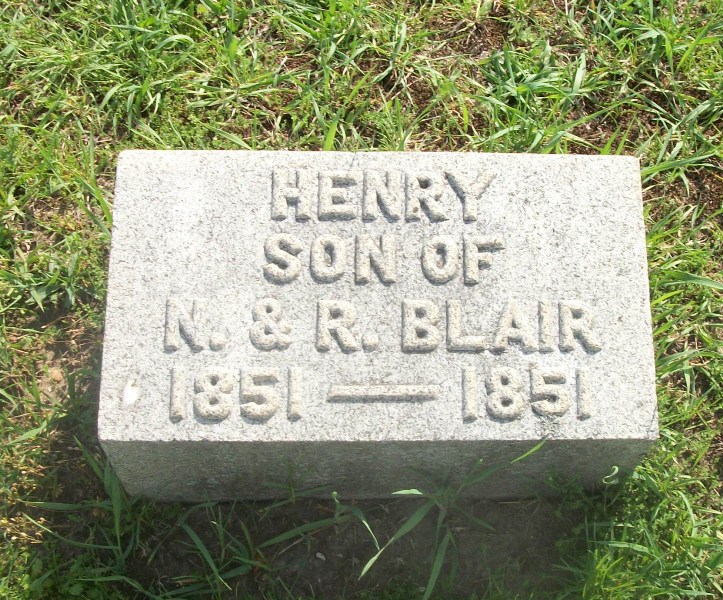 HENRY
SON OF
N. & R. BLAIR
1851 — 1851